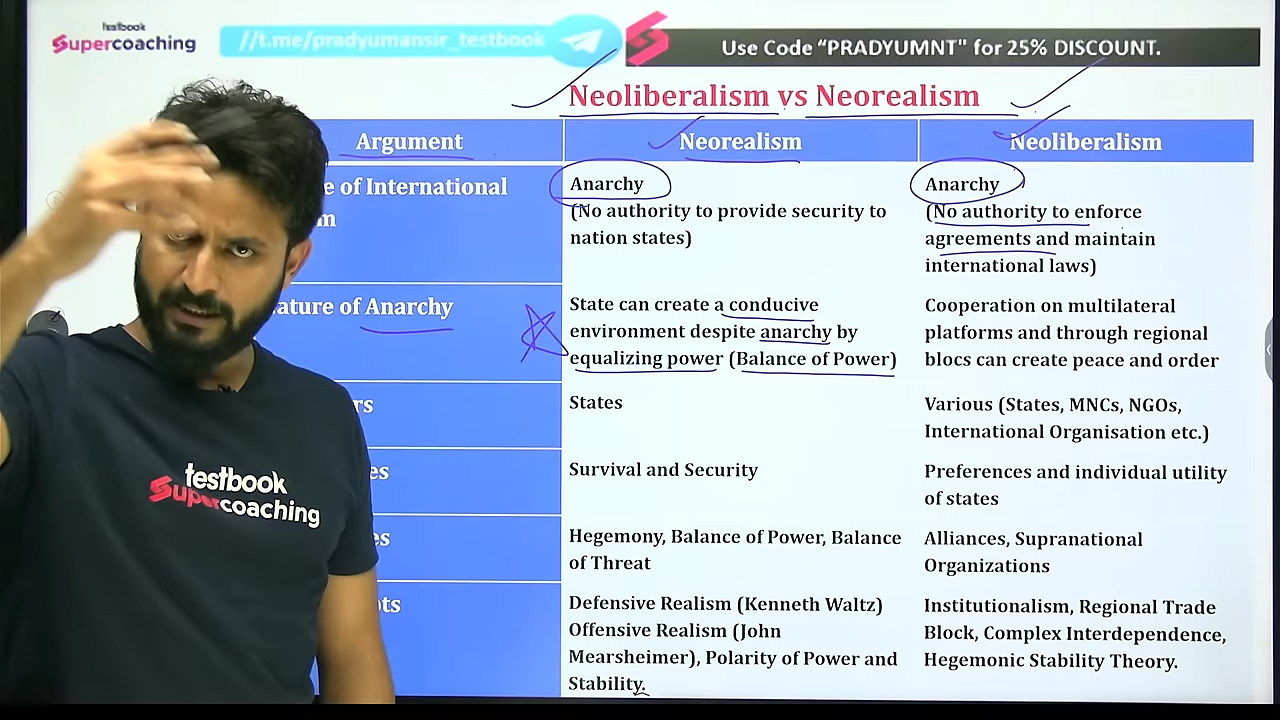 testbook
Supercoaching
//t.me/pradyumansir_testbook
Use Code “PRADYUMNT" for 25% DISCOUNT.
Neoliberalism vs Neorealism
Argument
Neorealism
Neoliberalism
e of International
m
Anarchy
(No authority to provide security to
nation states)
Anarchy
(No authority to enforce
agreements and maintain
international laws)
ature of Anarchy
State can create a conducive
environment despite anarchy by
equalizing power (Balance of Power)
Cooperation on multilateral
platforms and through regional
blocs can create peace and order
rs
States
Various (States, MNCs, NGOs,
International Organisation etc.)
es
Survival and Security
Preferences and individual utility
of states
es
Hegemony, Balance of Power, Balance
of Threat
Alliances, Supranational
Organizations
pts
Defensive Realism (Kenneth Waltz)
Offensive Realism (John
Mearsheimer), Polarity of Power and
Stability.
Institutionalism, Regional Trade
Block, Complex Interdependence,
Hegemonic Stability Theory.
testbook
Supercoaching